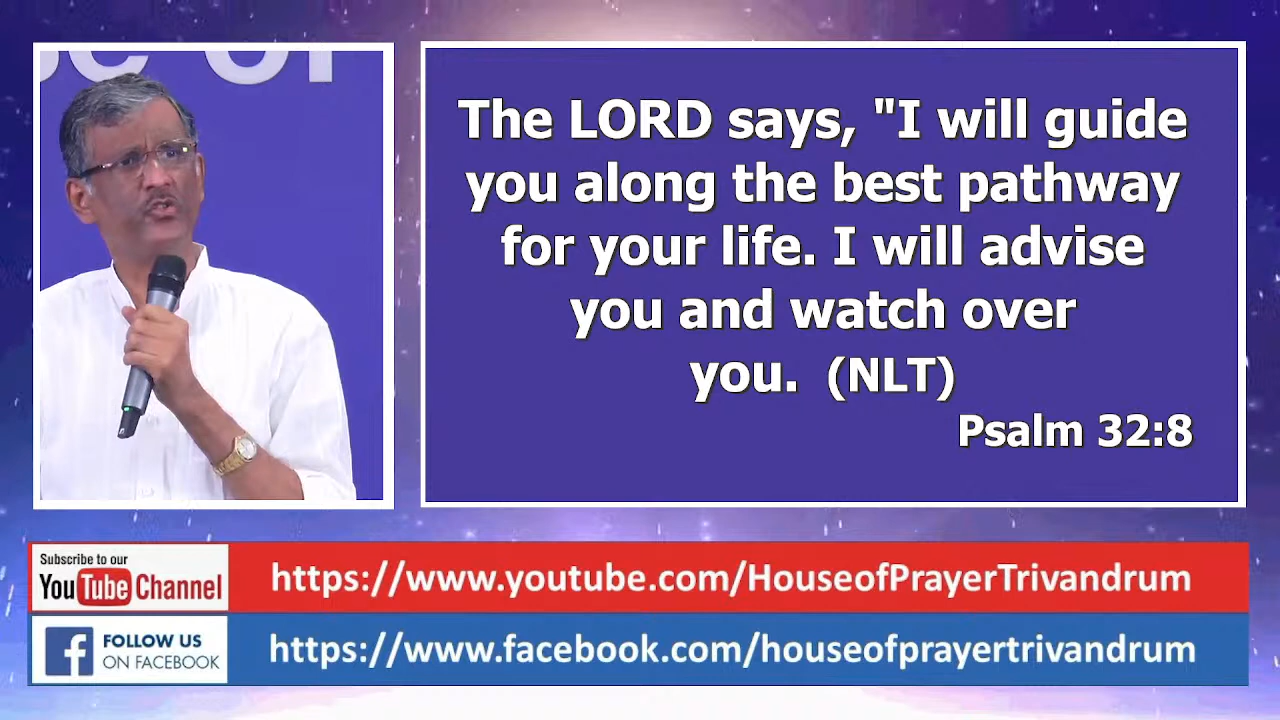 The LORD says, "I will guide
you along the best pathway
for your life. I will advise
you and watch over
you. (NLT)
Psalm 32:8
Subscribe to our
YouTube Channel
https://www.youtube.com/HouseofPrayerTrivandrum
FOLLOW US
ON FACEBOOK
https://www.facebook.com/houseofprayertrivandrum